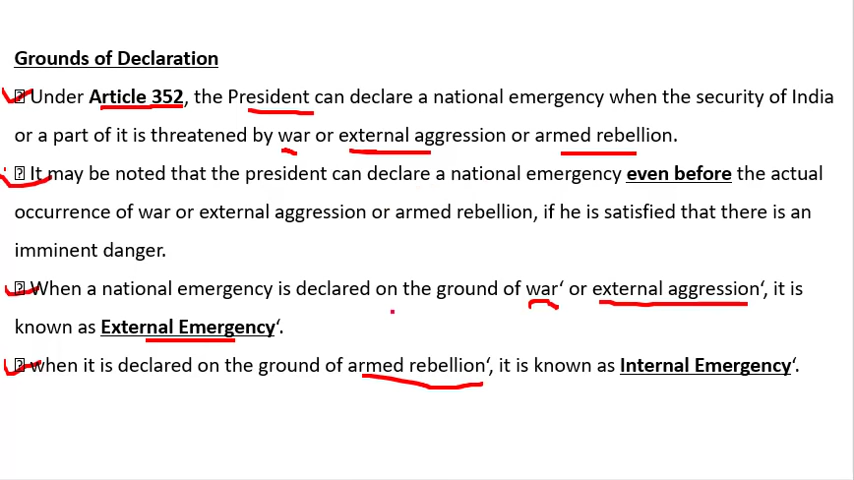 Grounds of Declaration
Under Article 352, the President can declare a national emergency when the security of India
or a part of it is threatened by war or external aggression or armed rebellion.
It may be noted that the president can declare a national emergency even before the actual
occurrence of war or external aggression or armed rebellion, if he is satisfied that there is an
imminent danger.
When a national emergency is declared on the ground of war‘ or external aggression‘, it is
known as External Emergency‘.
when it is declared on the ground of armed rebellion‘, it is known as Internal Emergency‘.